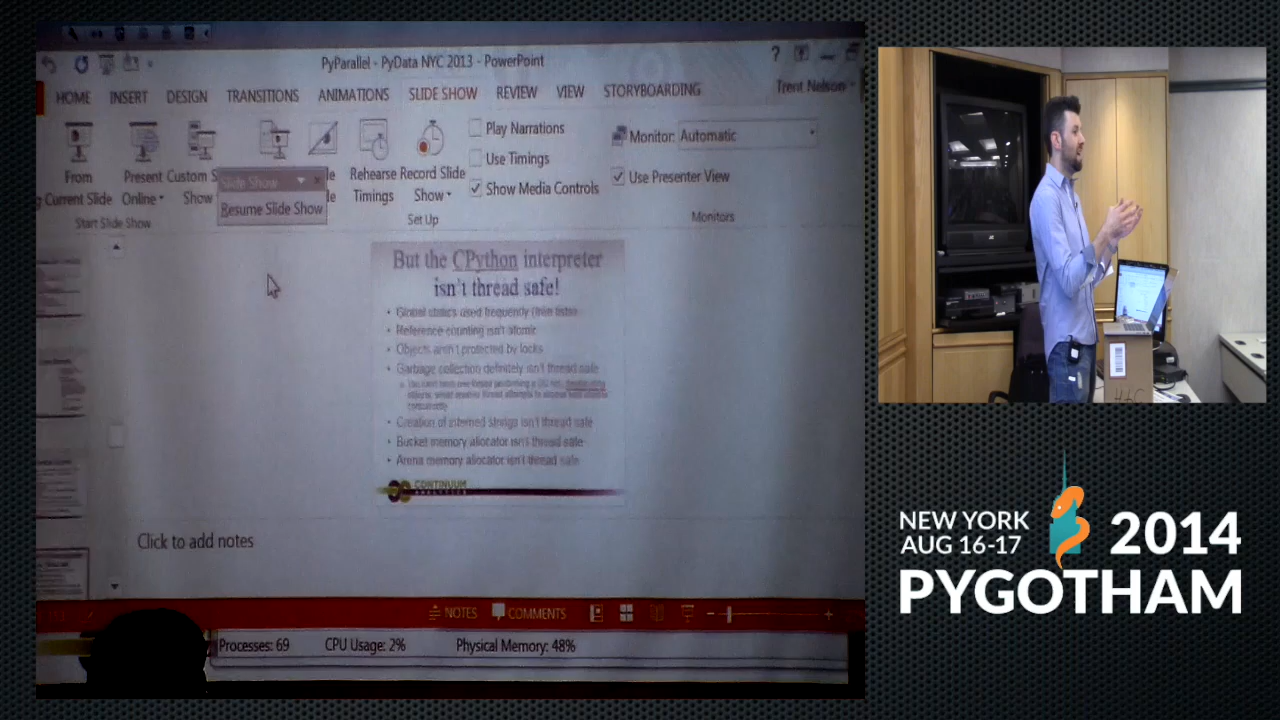 PyParallel - PyData NYC 2013 - PowerPoint
?
HOME INSERT DESIGN TRANSITIONS ANIMATIONS SLIDE SHOW REVIEW VIEW STORYBOARDING Trent Nelson
Play Narrations
Monitor: Automatic
Use Timings
From Present Custom S Rehearse Record Slide
Use Presenter View
Slide Show
Show Media Controls
Current Slide Online Show Timings Show
Resume Slide Show
Start Slide Show Set Up Monitors
But the CPython interpreter
isn't thread safe!
• Global statics used frequently (free lists)
• Reference counting isn't atomic
• Objects aren't protected by locks
• Garbage collection definitely isn't thread safe
• Creation of interned strings isn't thread safe
• Bucket memory allocator isn't thread safe
• Arena memory allocator isn't thread safe
CONTINUUM
ANALYTICS
Click to add notes
NOTES COMMENTS
Processes: 69 CPU Usage: 2% Physical Memory: 48%
NEW YORK
AUG 16-17
2014
PYGOTHAM